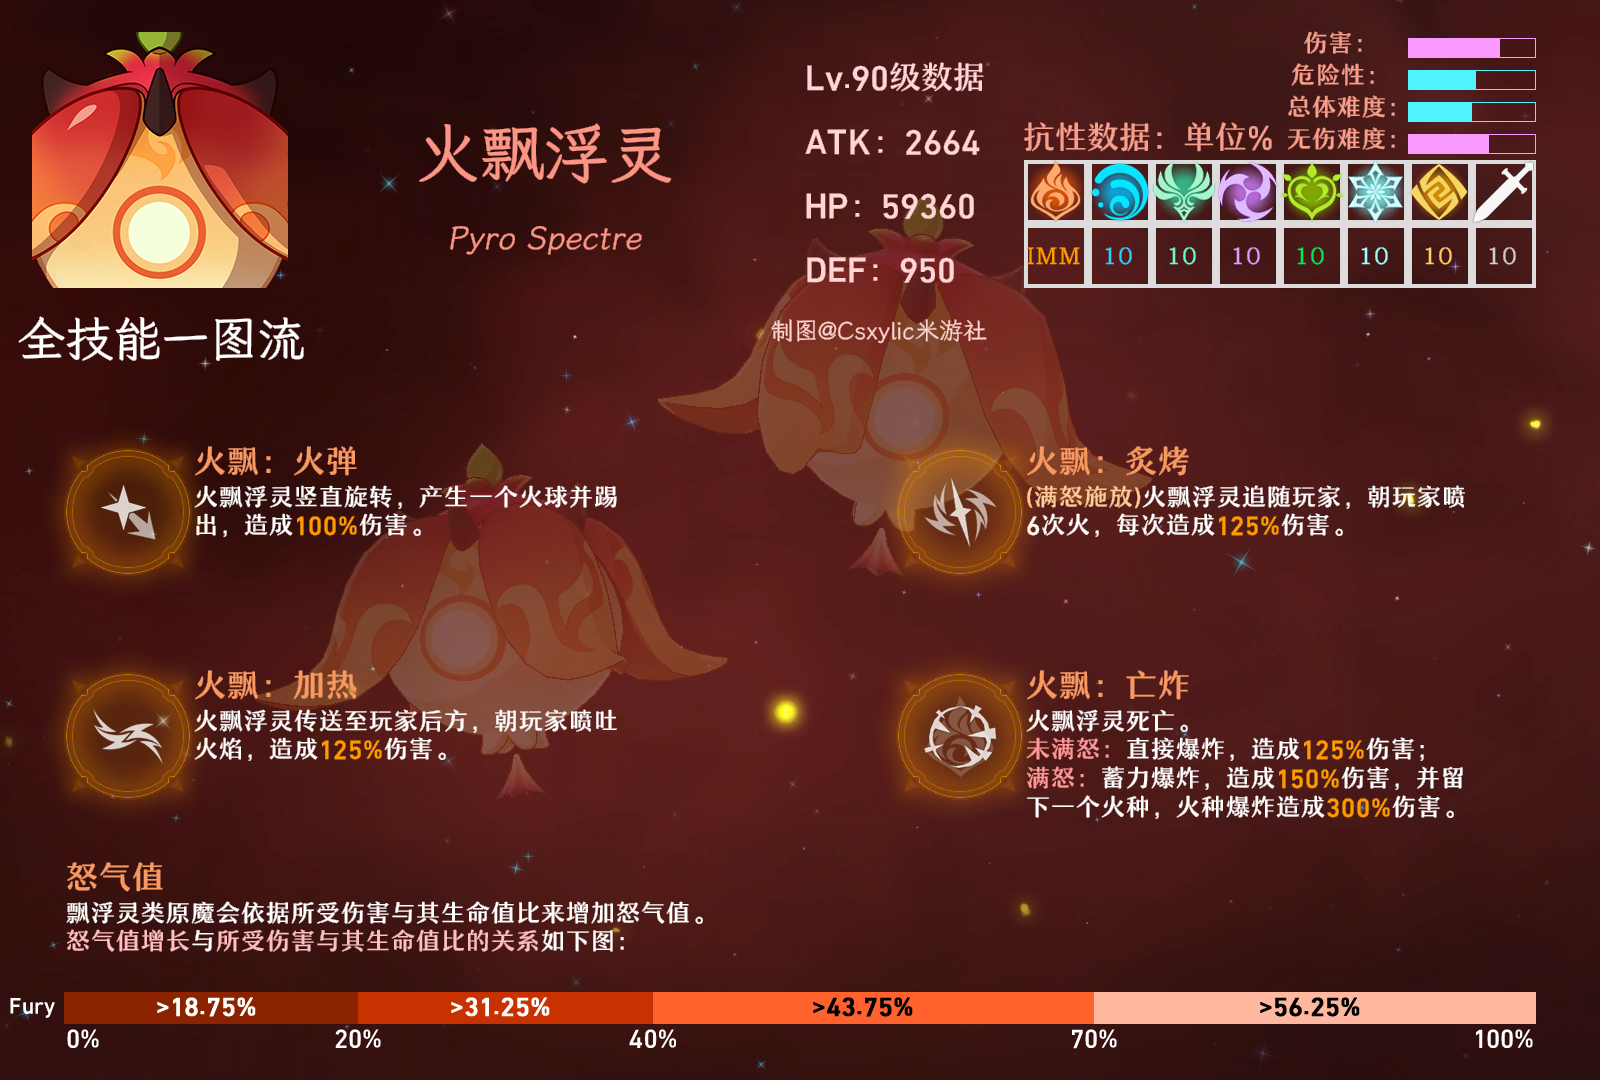 火飘浮灵
Pyro Spectre
全技能一图流
Lv.90级数据
ATK：2664
HP：59360
DEF：950
制图@Csxylic米游社
伤害：
危险性：
总体难度：
无伤难度：
抗性数据：单位%
IMM 10 10 10 10 10 10 10
火飘：火弹
火飘浮灵竖直旋转，产生一个火球并踢
出，造成100%伤害。
火飘：炙烤
(满怒施放)火飘浮灵追随玩家，朝玩家喷
6次火，每次造成125%伤害。
火飘：加热
火飘浮灵传送至玩家后方，朝玩家喷吐
火焰，造成125%伤害。
火飘：亡炸
火飘浮灵死亡。
未满怒：直接爆炸，造成125%伤害；
满怒：蓄力爆炸，造成150%伤害，并留
下一个火种，火种爆炸造成300%伤害。
怒气值
飘浮灵类原魔会依据所受伤害与其生命值比来增加怒气值。
怒气值增长与所受伤害与其生命值比的关系如下图：
Fury >18.75% >31.25% >43.75% >56.25%
0% 20% 40% 70% 100%